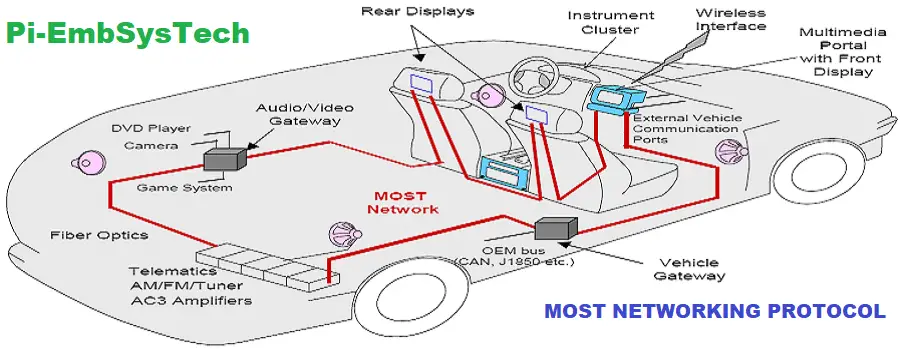 Pi-EmbSysTech
Rear Displays
Instrument
Cluster
Wireless
Interface
Multimedia
Portal
with Front
Display
Audio/Video
Gateway
DVD Player
Camera
Game System
External Vehicle
Communication
Ports
MOST
Network
Fiber Optics
Telematics
AM/FM/Tuner
AC3 Amplifiers
OEM bus
(CAN, J1850 etc.)
Vehicle
Gateway
MOST NETWORKING PROTOCOL